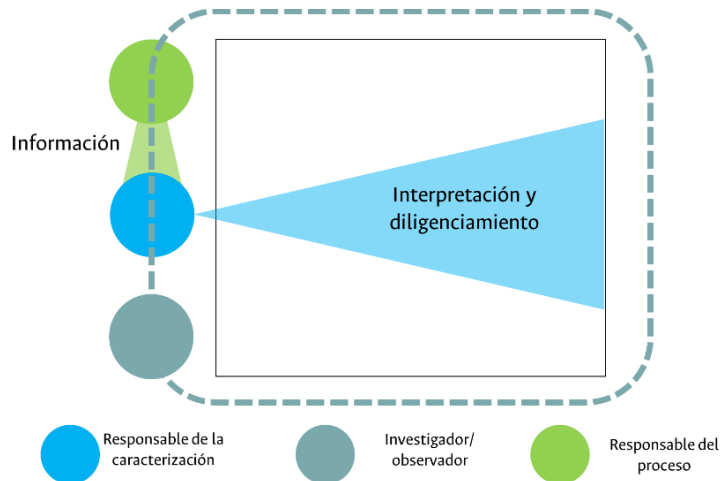 Información
Interpretación y
diligenciamiento
Responsable de la
caracterización
Investigador/
observador
Responsable del
proceso